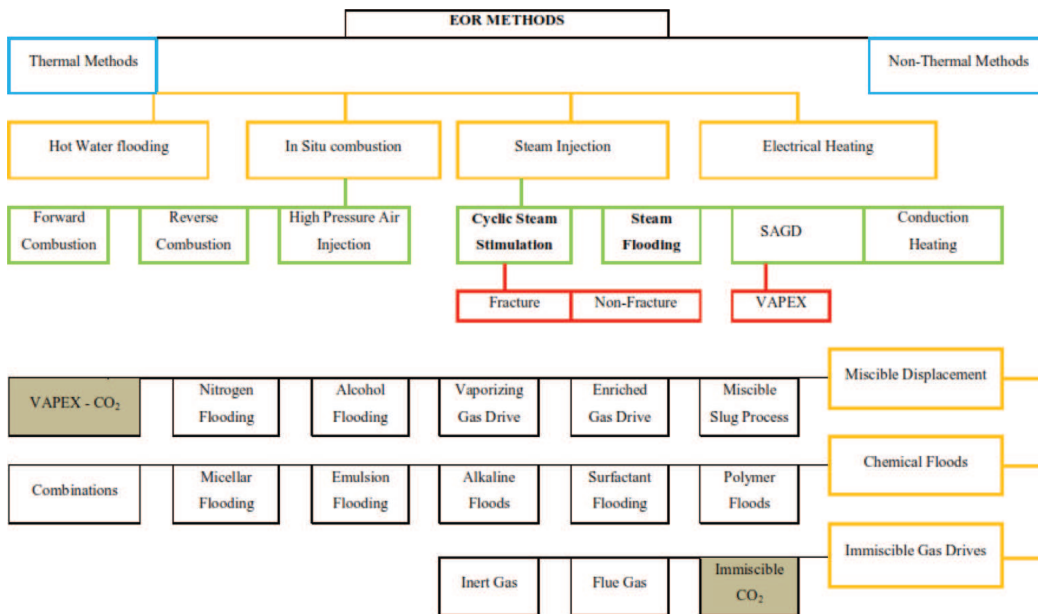 EOR METHODS
Thermal Methods
Non-Thermal Methods
Hot Water flooding
In Situ combustion
Steam Injection
Electrical Heating
Forward
Combustion
Reverse
Combustion
High Pressure Air
Injection
Cyclic Steam
Stimulation
Steam
Flooding
SAGD
Conduction
Heating
Fracture
Non-Fracture
VAPEX
Miscible Displacement
VAPEX - CO₂
Nitrogen
Flooding
Alcohol
Flooding
Vaporizing
Gas Drive
Enriched
Gas Drive
Miscible
Slug Process
Chemical Floods
Combinations
Micellar
Flooding
Emulsion
Flooding
Alkaline
Floods
Surfactant
Flooding
Polymer
Floods
Immiscible Gas Drives
Inert Gas
Flue Gas
Immiscible
CO₂